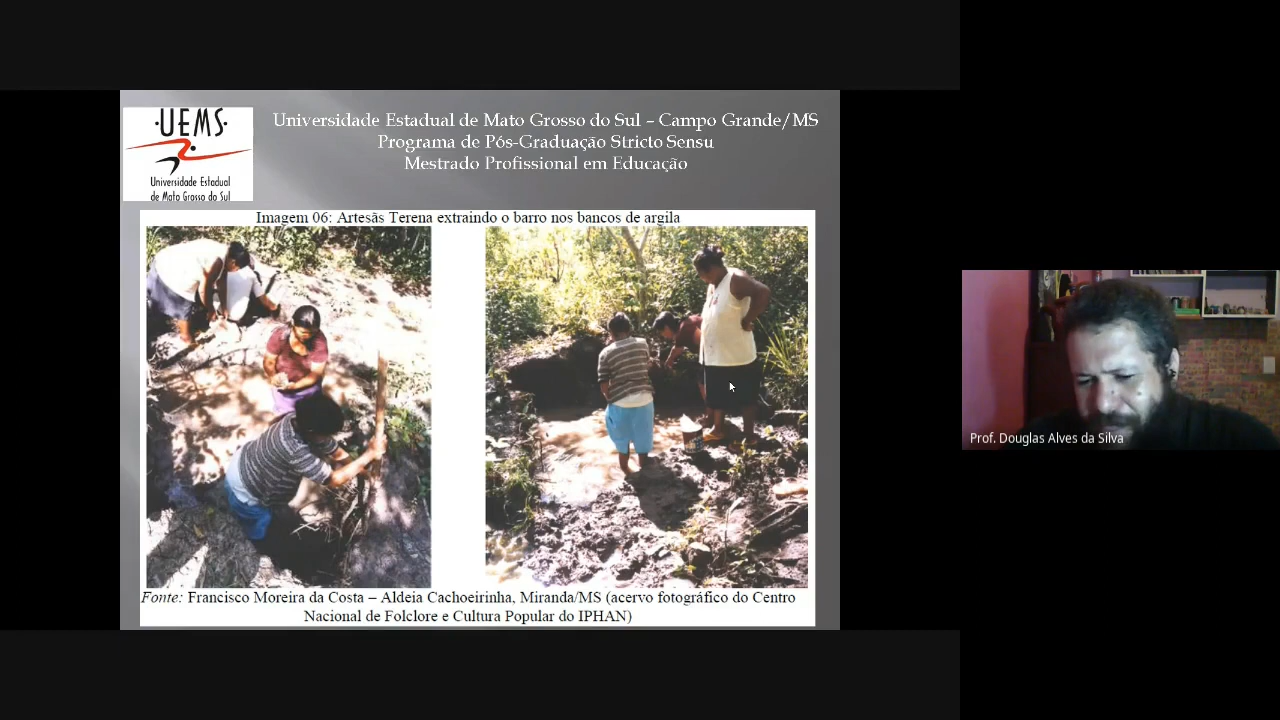 ·UEMS·
Universidade Estadual
de Mato Grosso do Sul
Universidade Estadual de Mato Grosso do Sul – Campo Grande/MS
Programa de Pós-Graduação Stricto Sensu
Mestrado Profissional em Educação
Imagem 06: Artesãs Terena extraindo o barro nos bancos de argila
Fonte: Francisco Moreira da Costa – Aldeia Cachoeirinha, Miranda/MS (acervo fotográfico do Centro
Nacional de Folclore e Cultura Popular do IPHAN)
Prof. Douglas Alves da Silva